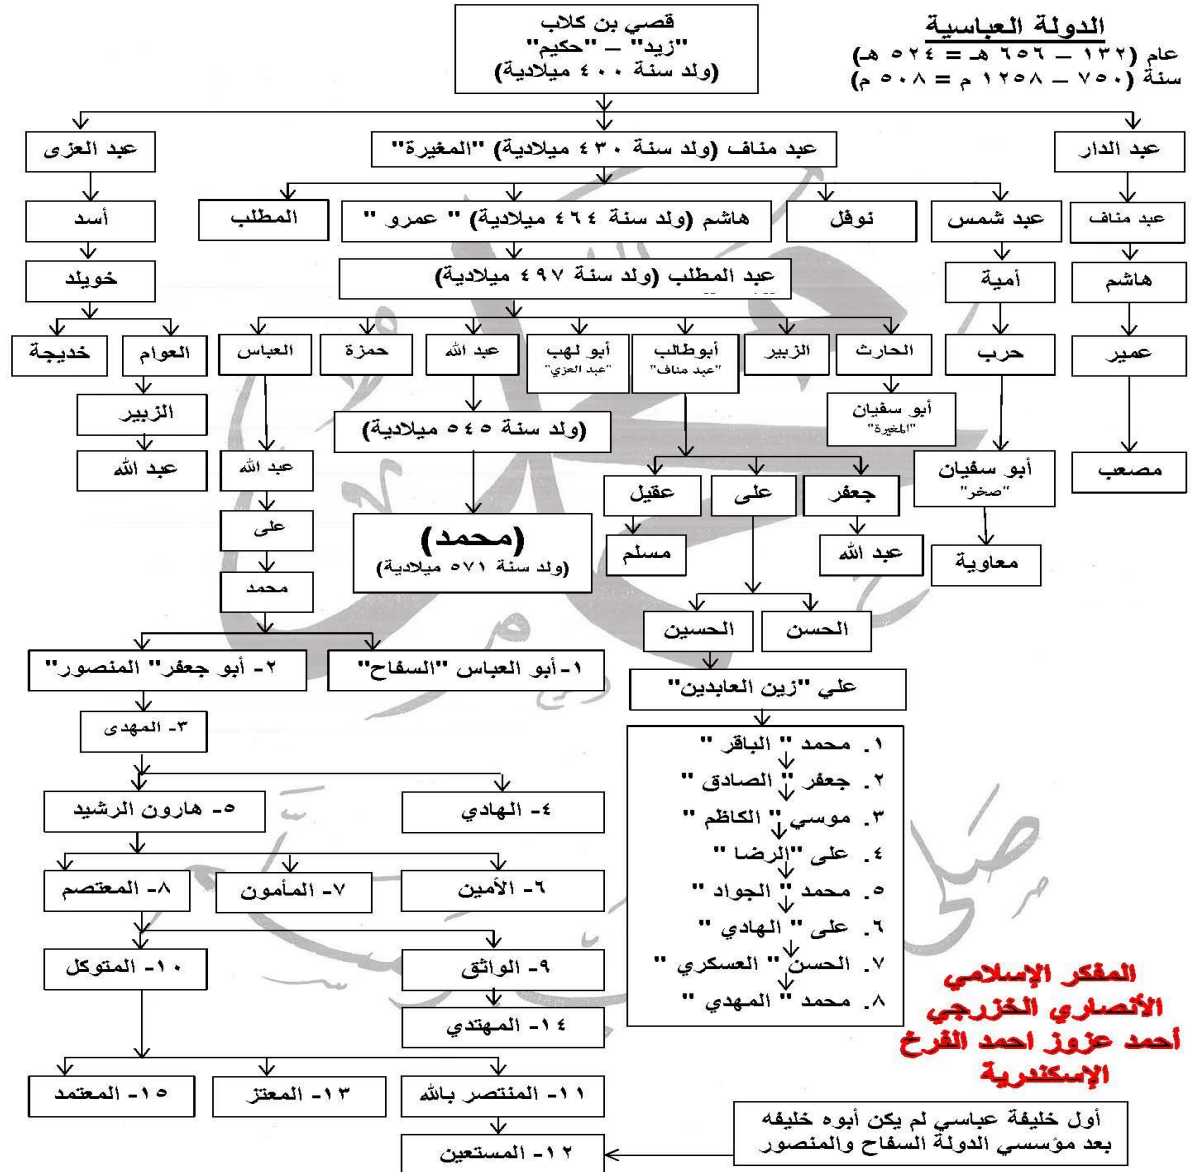 الدولة العباسية
عام (١٣٢ – ٦٥٦ هـ = ٥٢٤ هـ)
سنة (٧٥٠ – ١٢٥٨ م = ٥٠٨ م)
قصي بن كلاب
"زيد" – "حكيم"
(ولد سنة ٤٠٠ ميلادية)
عبد الدار
عبد مناف (ولد سنة ٤٣٠ ميلادية) "المغيرة"
عبد العزى
عبد مناف
عبد شمس
نوفل
هاشم (ولد سنة ٤٦٤ ميلادية) " عمرو "
المطلب
أسد
هاشم
أمية
عبد المطلب (ولد سنة ٤٩٧ ميلادية)
خويلد
عمير
حرب
الحارث
الزبير
أبوطالب
"عبد مناف"
أبو لهب
"عبد العزي"
عبد الله
حمزة
العباس
العوام
خديجة
أبو سفيان
"المغيرة"
(ولد سنة ٥٤٥ ميلادية)
الزبير
مصعب
أبو سفيان
"صخر"
جعفر
على
عقيل
عبد الله
عبد الله
معاوية
عبد الله
مسلم
(محمد)
(ولد سنة ٥٧١ ميلادية)
على
محمد
الحسن
الحسين
١- أبو العباس "السفاح"
٢- أبو جعفر" المنصور"
علي "زين العابدين"
٣- المهدى
١. محمد " الباقر "
٢. جعفر " الصادق "
٣. موسي " الكاظم "
٤. على "الرضا "
٥. محمد " الجواد "
٦. على " الهادي "
٧. الحسن " العسكري "
٨. محمد " المهدي "
٤- الهادي
٥- هارون الرشيد
٦- الأمين
٧- المأمون
٨- المعتصم
٩- الواثق
١٠- المتوكل
١٤- المهتدي
١١- المنتصر بالله
١٣- المعتز
١٥- المعتمد
١٢- المستعين
المفكر الإسلامي
الأنصاري الخزرجي
أحمد عزوز احمد الفرخ
الإسكندرية
أول خليفة عباسي لم يكن أبوه خليفه
بعد مؤسسي الدولة السفاح والمنصور
محمد
صلى الله عليه وسلم